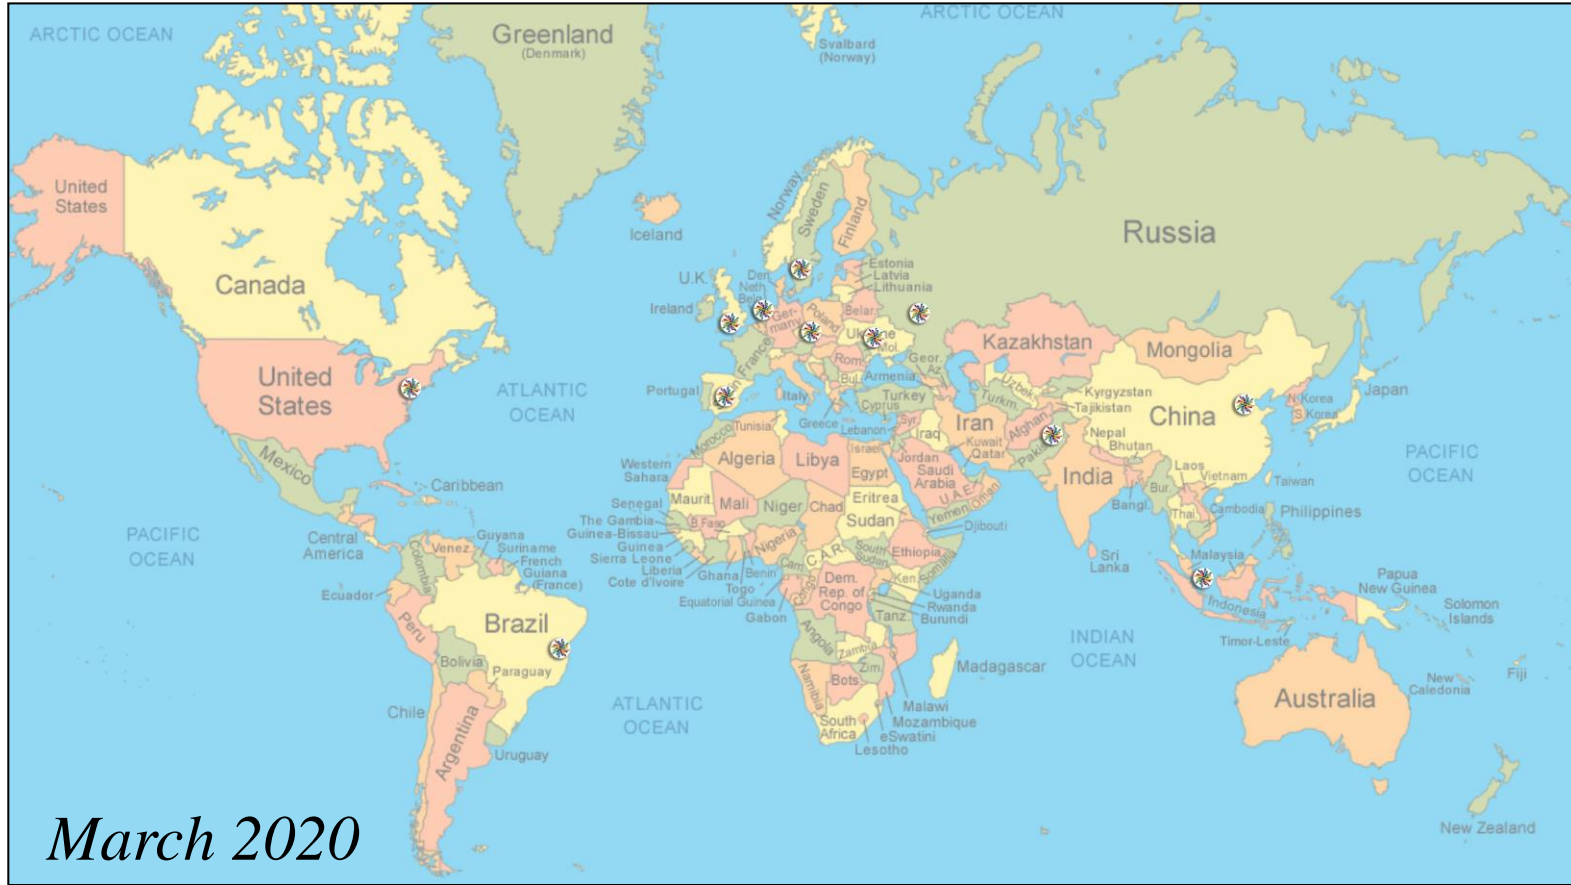 ARCTIC OCEAN
ARCTIC OCEAN
Greenland
(Denmark)
Svalbard
(Norway)
United
States
Canada
Iceland
Norway
Sweden
Finland
Russia
Estonia
Latvia
Lithuania
U.K.
Ireland
Den.
Neth.
Belg.
Ger-
many
Poland
Belar.
Mol.
France
Rom.
Bul.
Portugal
Italy
Greece
Geor.
Az.
Armenia
Turkey
Cyprus
Lebanon
Syr.
Israel
Iraq
Jordan
Kuwait
Qatar
Saudi
Arabia
U.A.E.
Oman
Yemen
Iran
Kazakhstan
Uzbek.
Turkm.
Kyrgyzstan
Tajikistan
Afghan.
Mongolia
China
N Korea
S Korea
Japan
Nepal
Bhutan
India
Bangl.
Bur.
Laos
Vietnam
Thai.
Cambodia
Taiwan
Philippines
Sri
Lanka
Malaysia
Indonesia
Timor-Leste
Papua
New Guinea
Solomon
Islands
New
Caledonia
Fiji
Australia
New Zealand
United
States
ATLANTIC
OCEAN
PACIFIC
OCEAN
Mexico
Caribbean
Central
America
PACIFIC
OCEAN
Guyana
Suriname
French
Guiana
(France)
Venez.
Colombia
Ecuador
Peru
Brazil
Bolivia
Paraguay
Chile
Argentina
Uruguay
ATLANTIC
OCEAN
INDIAN
OCEAN
Morocco
Tunisia
Algeria
Libya
Egypt
Western
Sahara
Maurit.
Mali
Niger
Chad
Eritrea
Sudan
Djibouti
Senegal
The Gambia
Guinea-Bissau
Guinea
Sierra Leone
Liberia
Cote d'Ivoire
B.Faso
Ghana
Togo
Benin
Nigeria
Cam.
Equatorial Guinea
Gabon
Congo
C.A.R.
South
Sudan
Ethiopia
Somalia
Ken.
Uganda
Rwanda
Burundi
Dem.
Rep. of
Congo
Tanz.
Angola
Zambia
Zim.
Namibia
Bots.
South
Africa
Malawi
Mozambique
eSwatini
Lesotho
Madagascar
March 2020